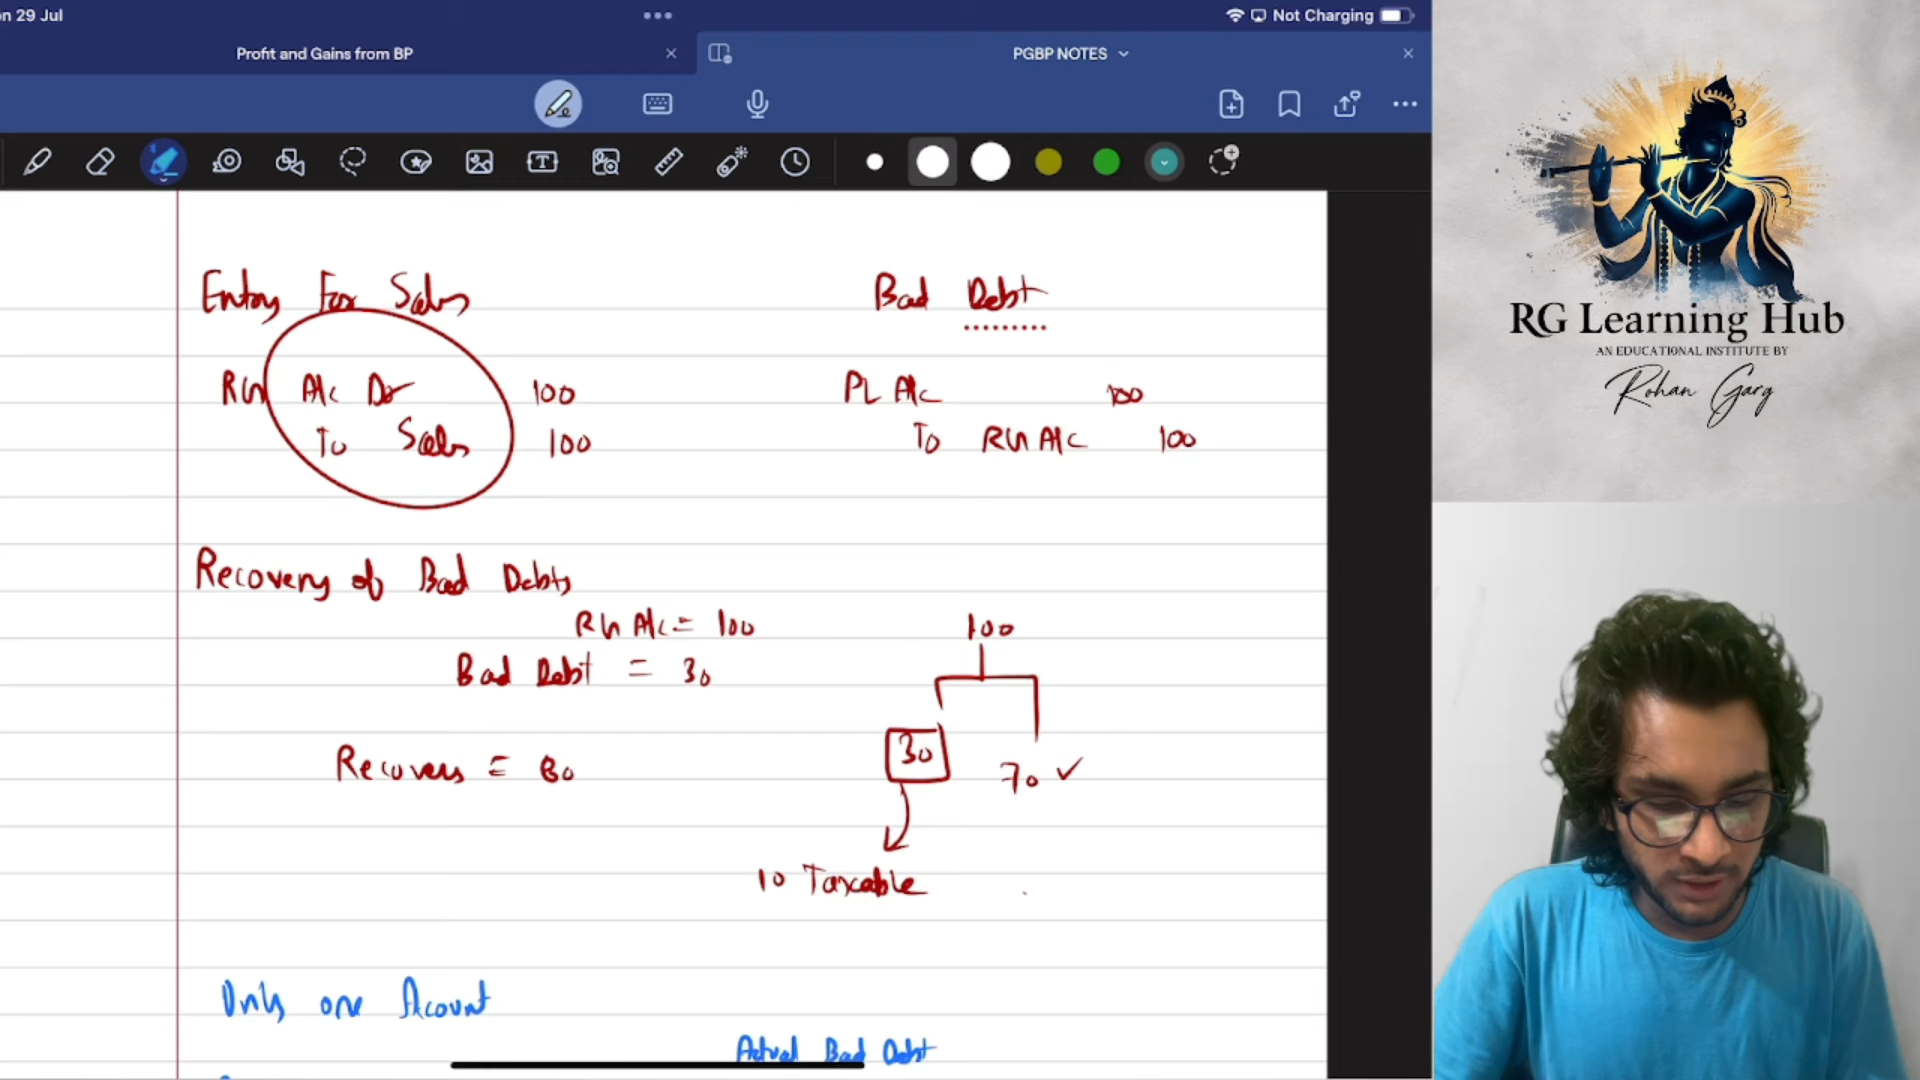 n 29 Jul
Not Charging
Profit and Gains from BP
PGBP NOTES
Entry For Sales
Bad Debt
A/c Dr 100
To Sales 100
PL A/c 100
To A/c 100
Recovery of Bad Debts
A/c = 100
100
Bad Debt = 30
Recovers = 80
30
70 ✓
10 Taxable
Only one Account
Actual Bad Debt
RG Learning Hub
AN EDUCATIONAL INSTITUTE BY
Rohan Garg